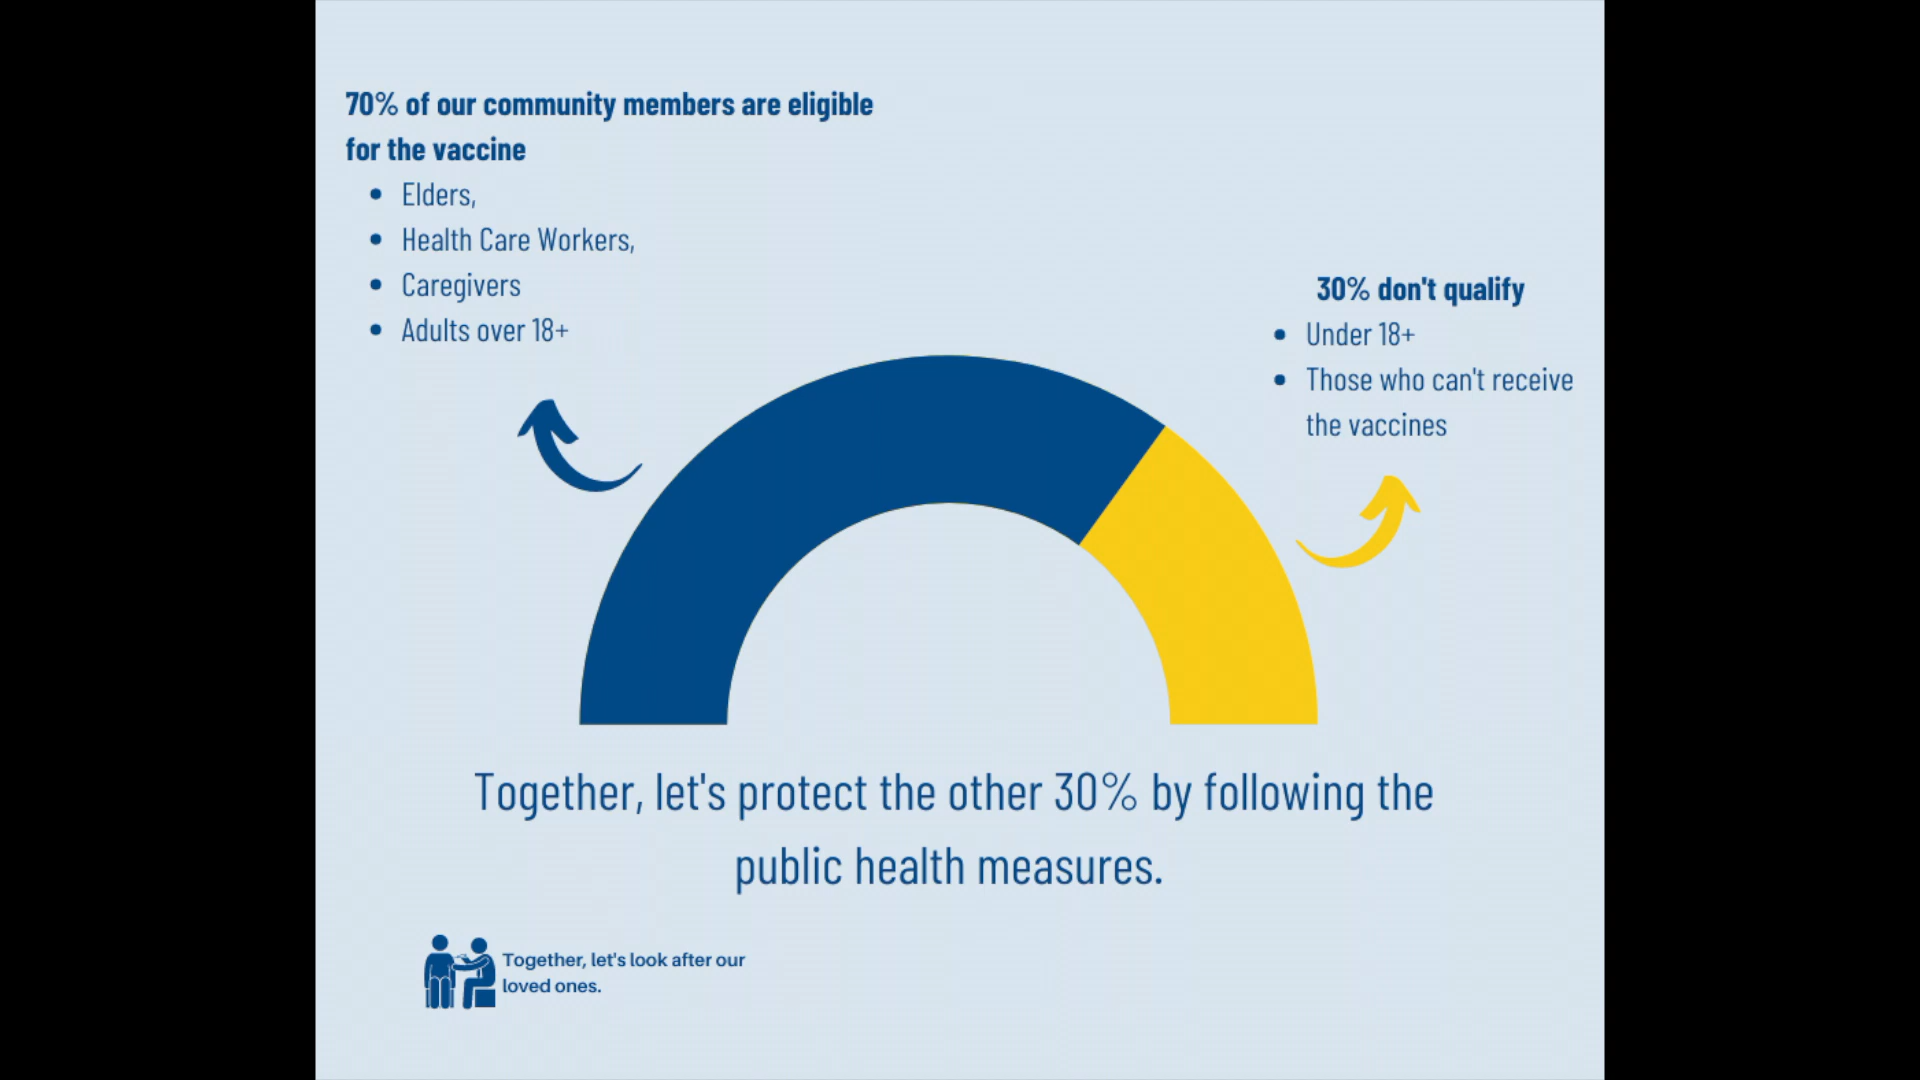 70% of our community members are eligible
for the vaccine
• Elders,
• Health Care Workers,
• Caregivers
• Adults over 18+
30% don't qualify
• Under 18+
• Those who can't receive
the vaccines
Together, let's protect the other 30% by following the
public health measures.
Together, let's look after our
loved ones.